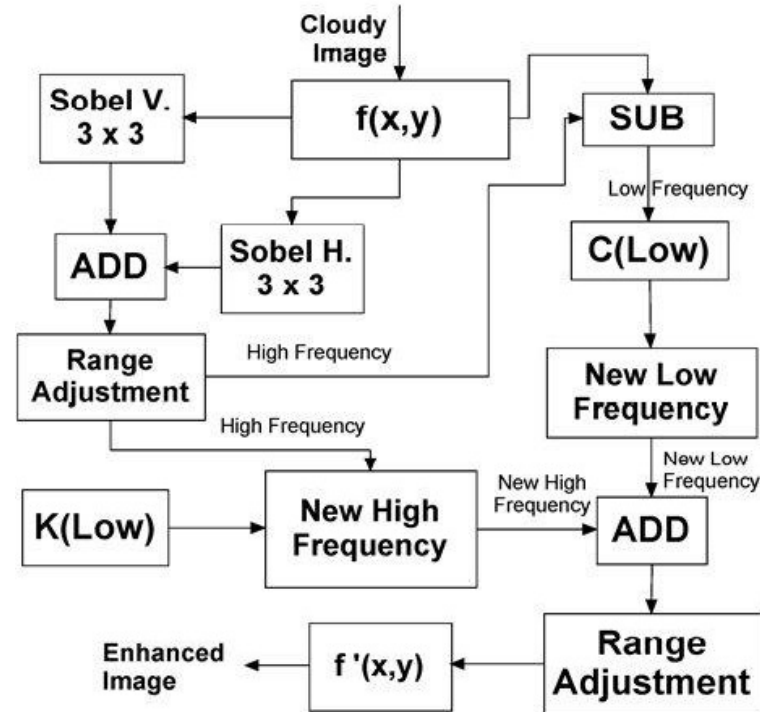 Cloudy
Image
f(x,y)
Sobel V.
3 x 3
SUB
Low Frequency
Sobel H.
3 x 3
ADD
C(Low)
Range
Adjustment
High Frequency
New Low
Frequency
High Frequency
New Low
Frequency
New High
Frequency
K(Low)
New High
Frequency
ADD
Range
Adjustment
f '(x,y)
Enhanced
Image